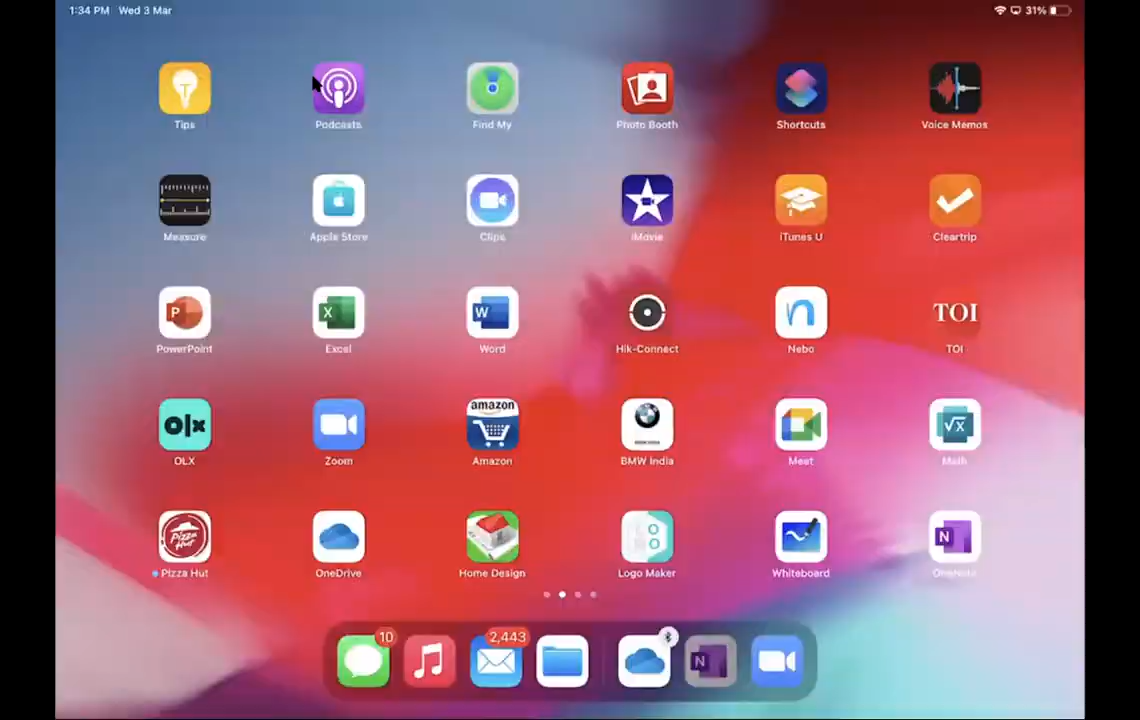 1:34 PM Wed 3 Mar 31%
Tips Podcasts Find My Photo Booth Shortcuts Voice Memos
Measure Apple Store Clips iMovie iTunes U Cleartrip
P X W TOI
PowerPoint Excel Word Hik-Connect Nebo TOI
olx amazon √x
OLX Zoom Amazon BMW India Meet Math
Pizza Hut N
Pizza Hut OneDrive Home Design Logo Maker Whiteboard OneNote
10 2,443
N